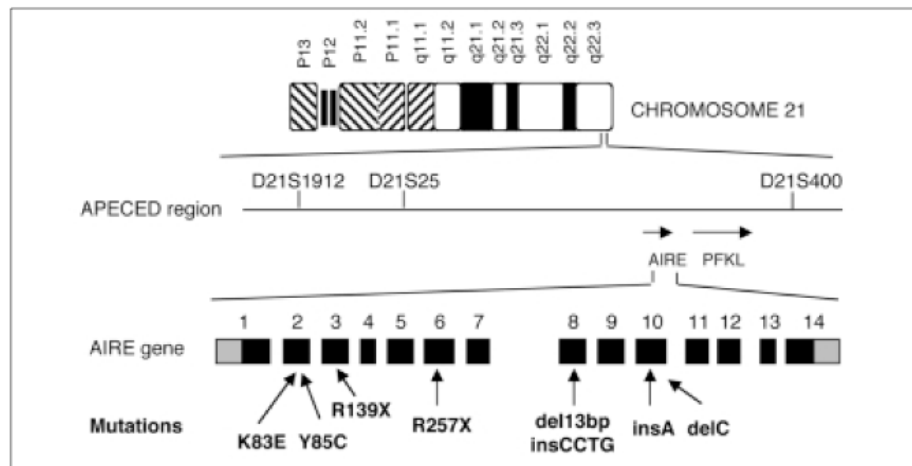 P13 P12 P11.2 P11.1 q11.1 q11.2 q21.1 q21.2 q21.3 q22.1 q22.2 q22.3
CHROMOSOME 21
D21S1912 D21S25 D21S400
APECED region
AIRE PFKL
1 2 3 4 5 6 7 8 9 10 11 12 13 14
AIRE gene
R139X
Mutations K83E Y85C R257X del13bp insA delC
insCCTG